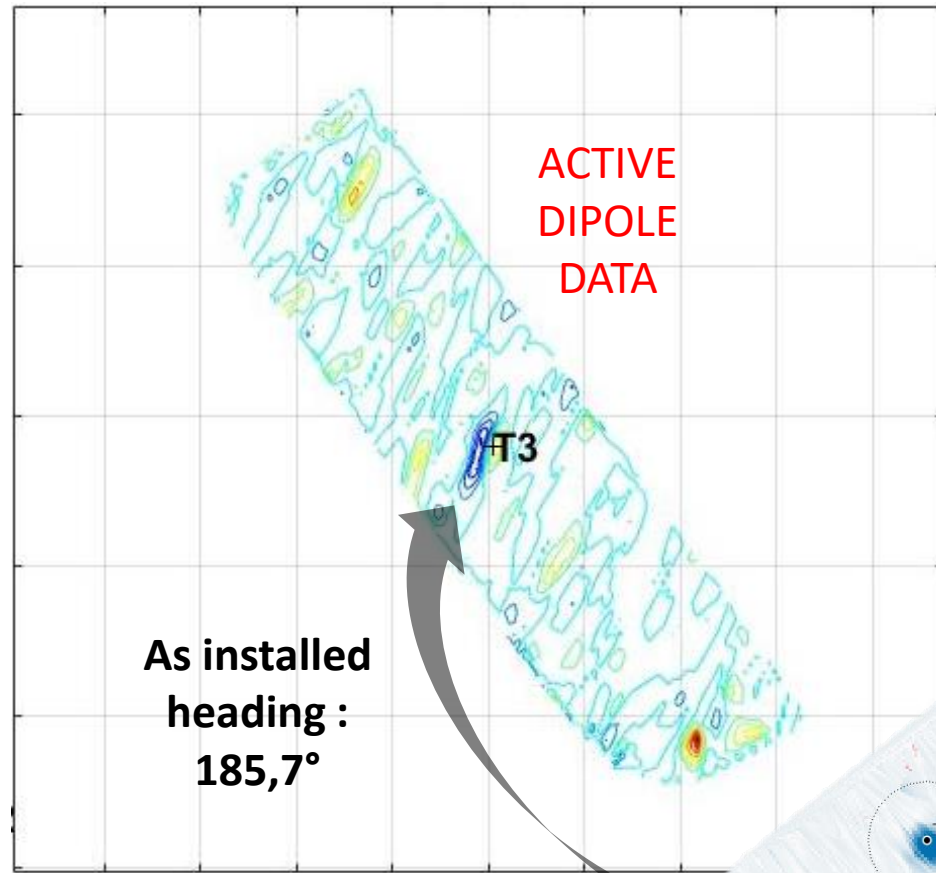 ACTIVE
DIPOLE
DATA
T3
As installed
heading :
185,7°